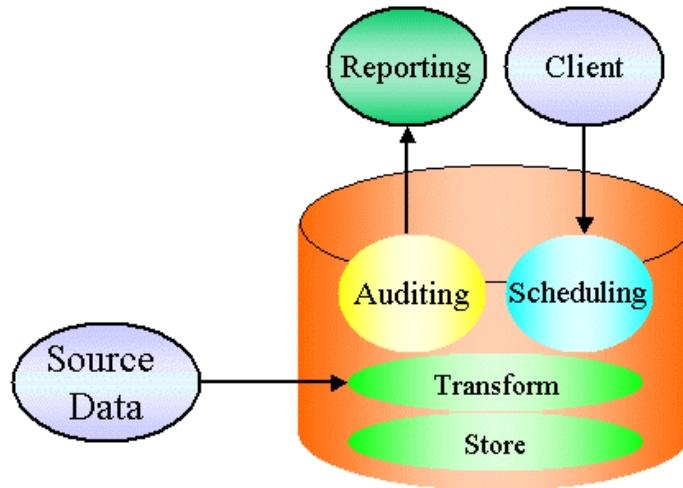 Reporting
Client
Auditing
Scheduling
Source
Data
Transform
Store